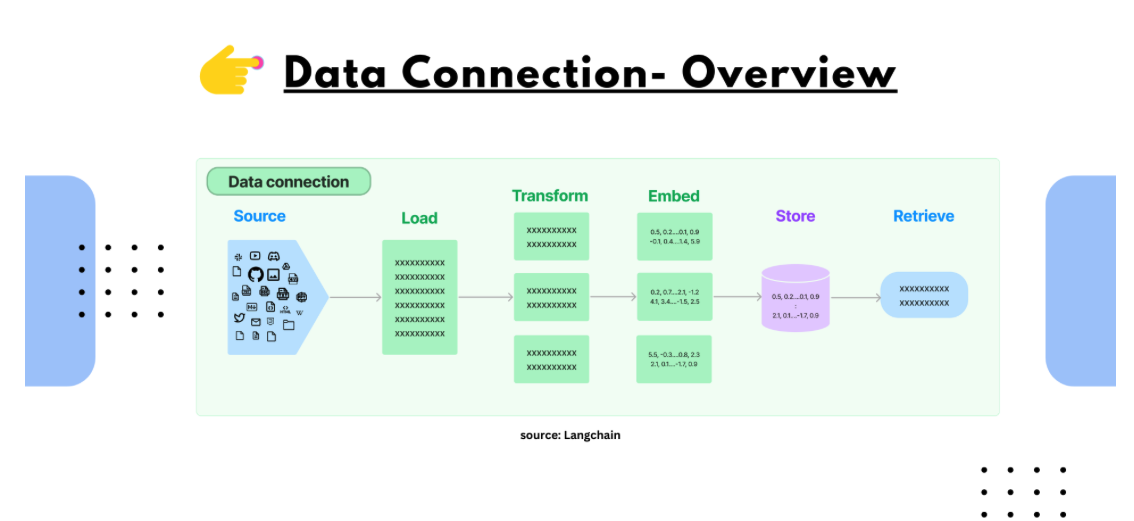 Data Connection- Overview
Data connection
Source
Load
Transform
Embed
Store
Retrieve
XXXXXXXXXX
XXXXXXXXXX
XXXXXXXXXX
XXXXXXXXXX
XXXXXXXXXX
XXXXXXXXXX
XXXXXXXXXX
XXXXXXXXXX
XXXXXXXXXX
XXXXXXXXXX
XXXXXXXXXX
XXXXXXXXXX
0.5, 0.2....0.1, 0.9
-0.1, 0.4....1.4, 5.9
0.2, 0.7....2.1, -1.2
4.1, 3.4....-1.5, 2.5
5.5, -0.3....0.8, 2.3
2.1, 0.1....-1.7, 0.9
0.5, 0.2....0.1, 0.9
:
2.1, 0.1....-1.7, 0.9
XXXXXXXXXX
XXXXXXXXXX
source: Langchain